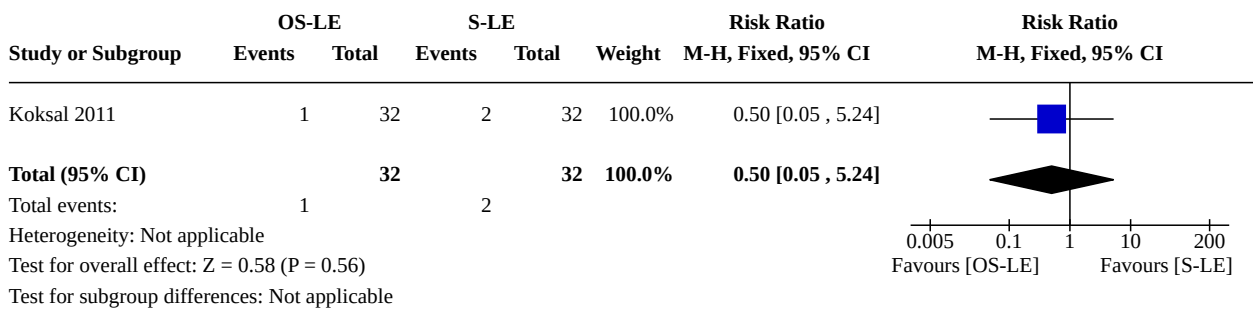 OS-LE S-LE Risk Ratio Risk Ratio
Study or Subgroup Events Total Events Total Weight M-H, Fixed, 95% CI M-H, Fixed, 95% CI
Koksal 2011 1 32 2 32 100.0% 0.50 [0.05 , 5.24]
Total (95% CI) 32 32 100.0% 0.50 [0.05 , 5.24]
Total events: 1 2
Heterogeneity: Not applicable
0.005 0.1 1 10 200
Test for overall effect: Z = 0.58 (P = 0.56) Favours [OS-LE] Favours [S-LE]
Test for subgroup differences: Not applicable